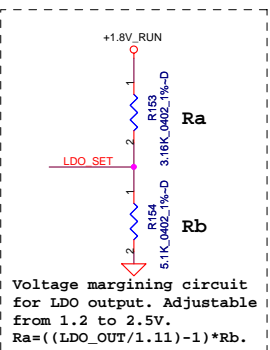 +1.8V_RUN
1
R153
3.16K_0402_1%~D
Ra
2
LDO_SET
1
R154
5.1K_0402_1%~D
Rb
2
Voltage margining circuit
for LDO output. Adjustable
from 1.2 to 2.5V.
Ra=((LDO_OUT/1.11)-1)*Rb.